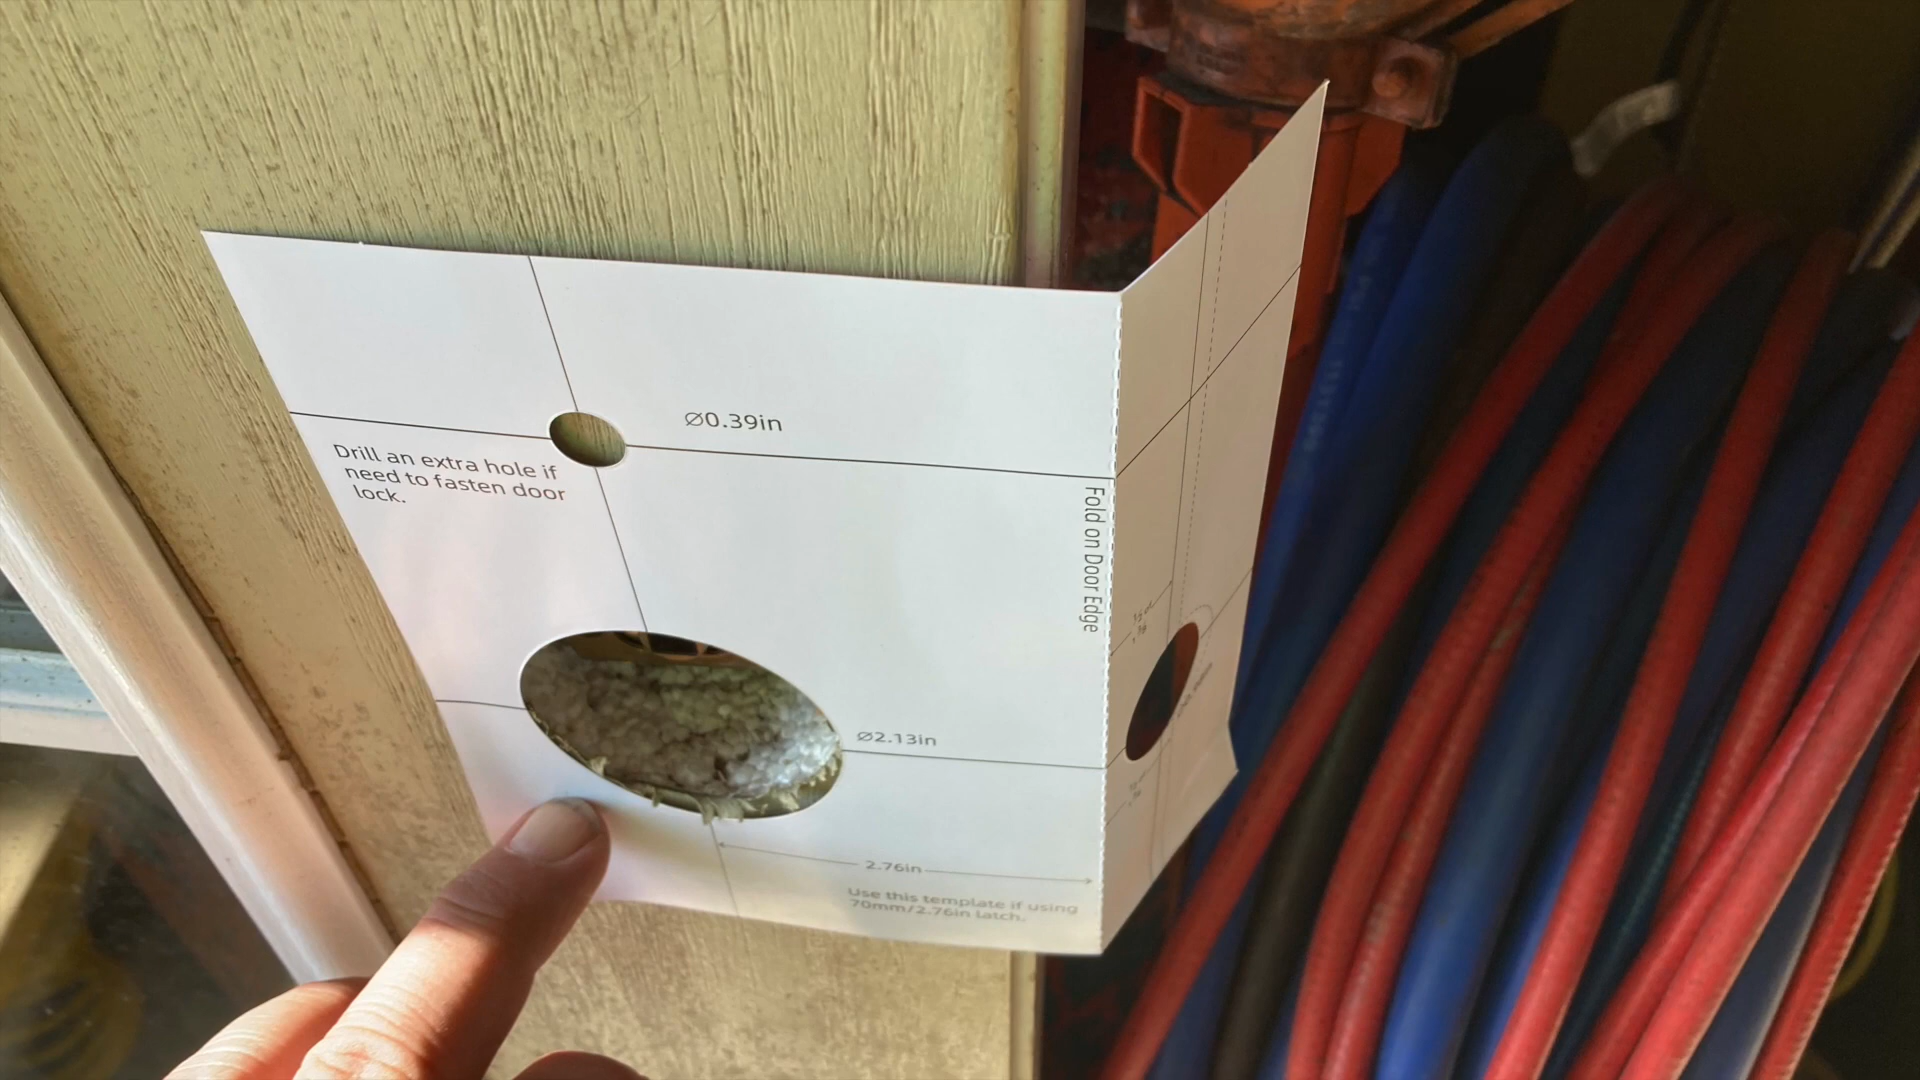 Ø0.39in
Drill an extra hole if
need to fasten door
lock.
Fold on Door Edge
Ø2.13in
2.76in
Use this template if using
70mm/2.76in latch.